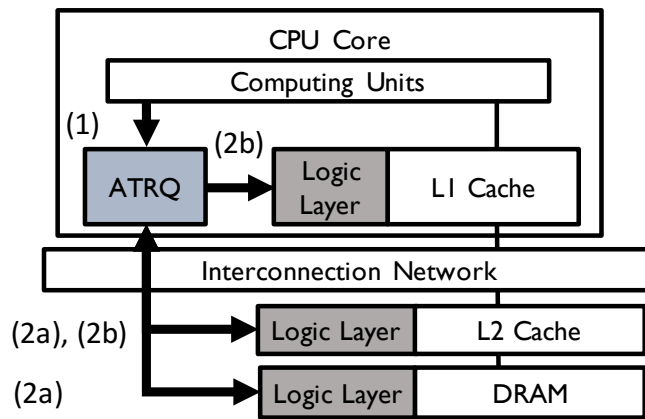 CPU Core
Computing Units
(1)
(2b)
ATRQ
Logic
Layer
L1 Cache
Interconnection Network
(2a), (2b)
Logic Layer
L2 Cache
(2a)
Logic Layer
DRAM